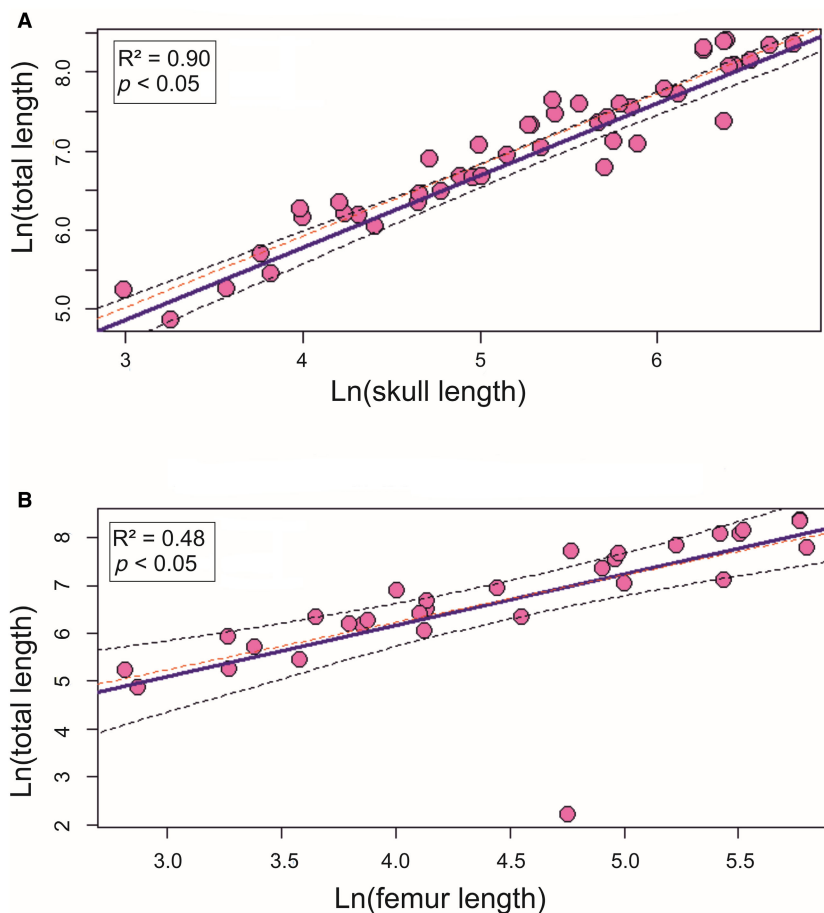 A
R² = 0.90
p < 0.05
8.0
7.0
6.0
5.0
Ln(total length)
3 4 5 6
Ln(skull length)
B
R² = 0.48
p < 0.05
8
7
6
5
4
3
2
Ln(total length)
3.0 3.5 4.0 4.5 5.0 5.5
Ln(femur length)